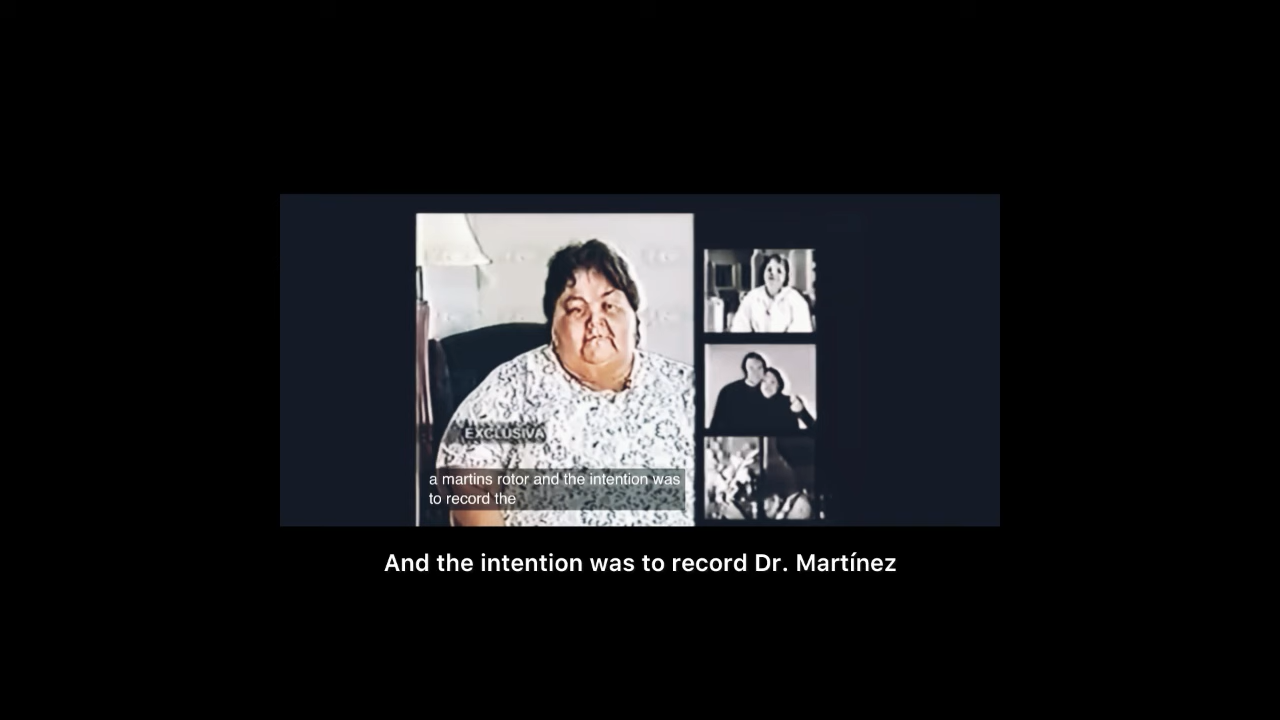 EXCLUSIVA
a martins rotor and the intention was
to record the
And the intention was to record Dr. Martínez